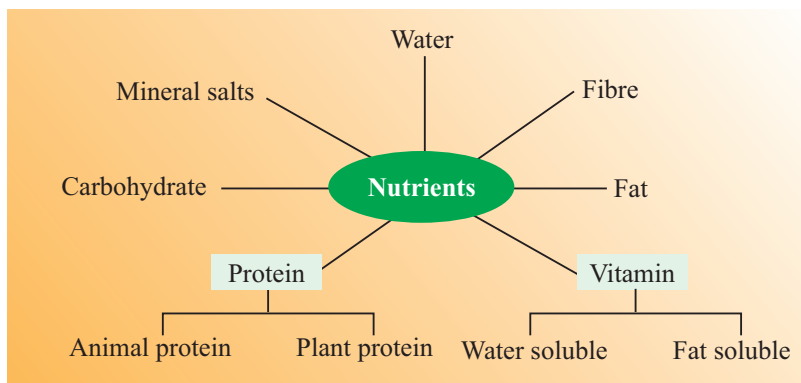 Water
Mineral salts
Fibre
Carbohydrate
Nutrients
Fat
Protein
Vitamin
Animal protein
Plant protein
Water soluble
Fat soluble